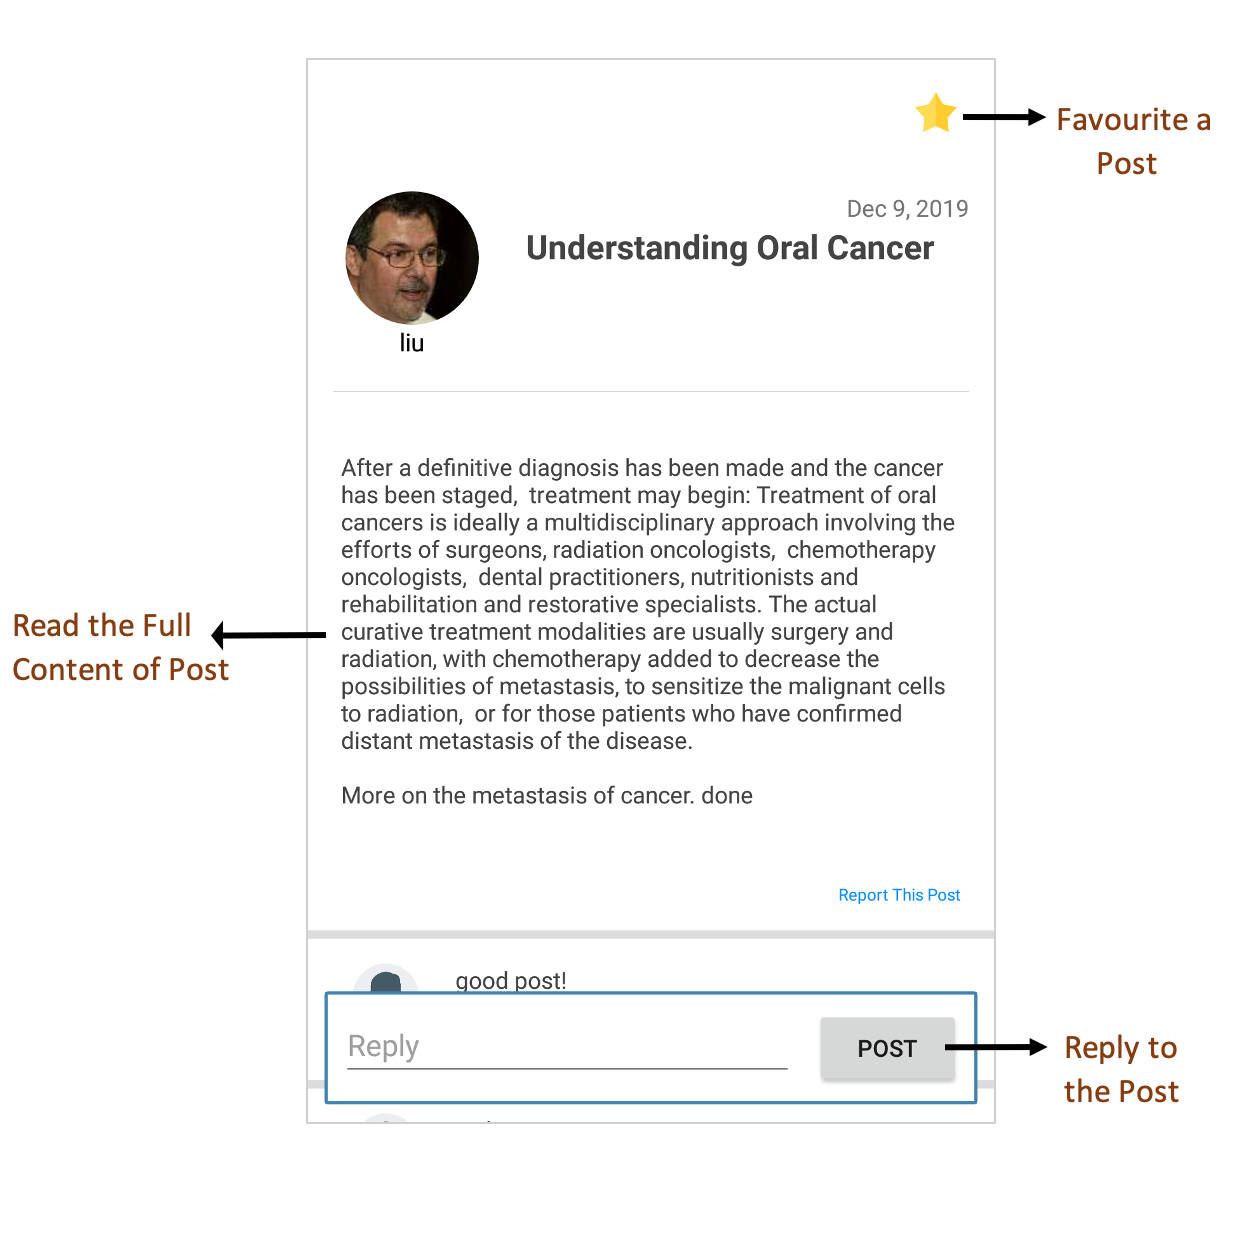 Favourite a
Post
Dec 9, 2019
Understanding Oral Cancer
liu
After a definitive diagnosis has been made and the cancer
has been staged,  treatment may begin: Treatment of oral
cancers is ideally a multidisciplinary approach involving the
efforts of surgeons, radiation oncologists,  chemotherapy
oncologists,  dental practitioners, nutritionists and
rehabilitation and restorative specialists. The actual
curative treatment modalities are usually surgery and
radiation, with chemotherapy added to decrease the
possibilities of metastasis, to sensitize the malignant cells
to radiation,  or for those patients who have confirmed
distant metastasis of the disease.
More on the metastasis of cancer. done
Read the Full
Content of Post
Report This Post
good post!
Reply
POST
Reply to
the Post